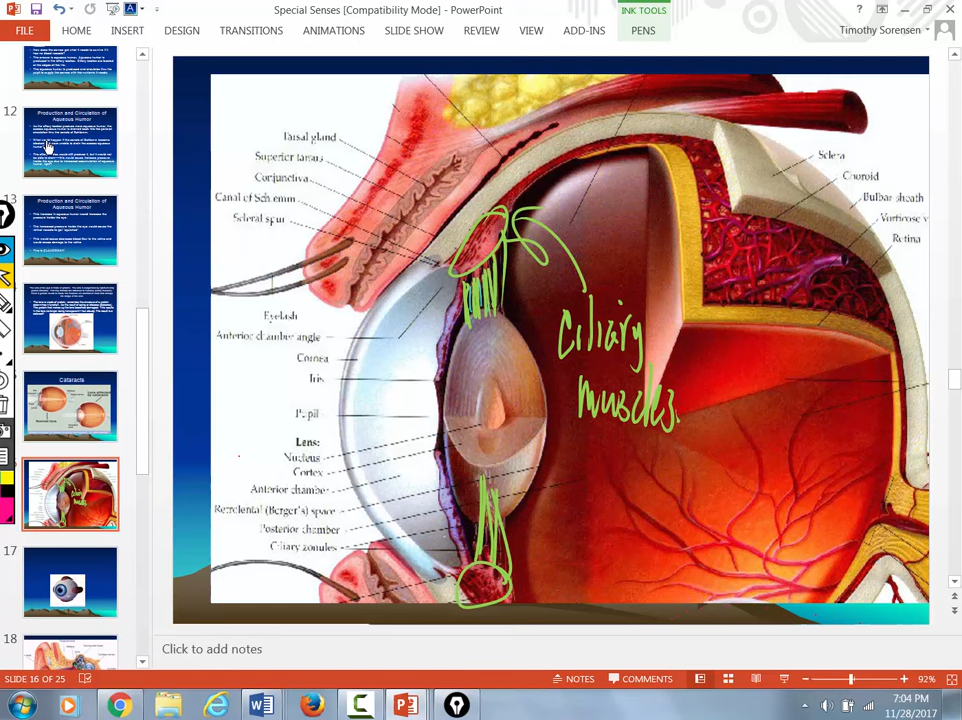 Special Senses [Compatibility Mode] - PowerPoint
INK TOOLS
FILE
HOME
INSERT
DESIGN
TRANSITIONS
ANIMATIONS
SLIDE SHOW
REVIEW
VIEW
ADD-INS
PENS
Timothy Sorensen
12
Production and Circulation of
Aqueous Humor
13
Production and Circulation of
Aqueous Humor
Cataracts
17
18
Tarsal gland
Superior tarsus
Conjunctiva
Canal of Schlemm
Scleral spur
Eyelash
Anterior chamber angle
Cornea
Iris
Pupil
Lens:
Nucleus
Cortex
Anterior chamber
Retrolental (Berger's) space
Posterior chamber
Ciliary zonules
Sclera
Choroid
Bulbar sheath
Vorticose v
Retina
Ciliary
muscles.
Click to add notes
SLIDE 16 OF 25
NOTES
COMMENTS
92%
7:04 PM
11/28/2017